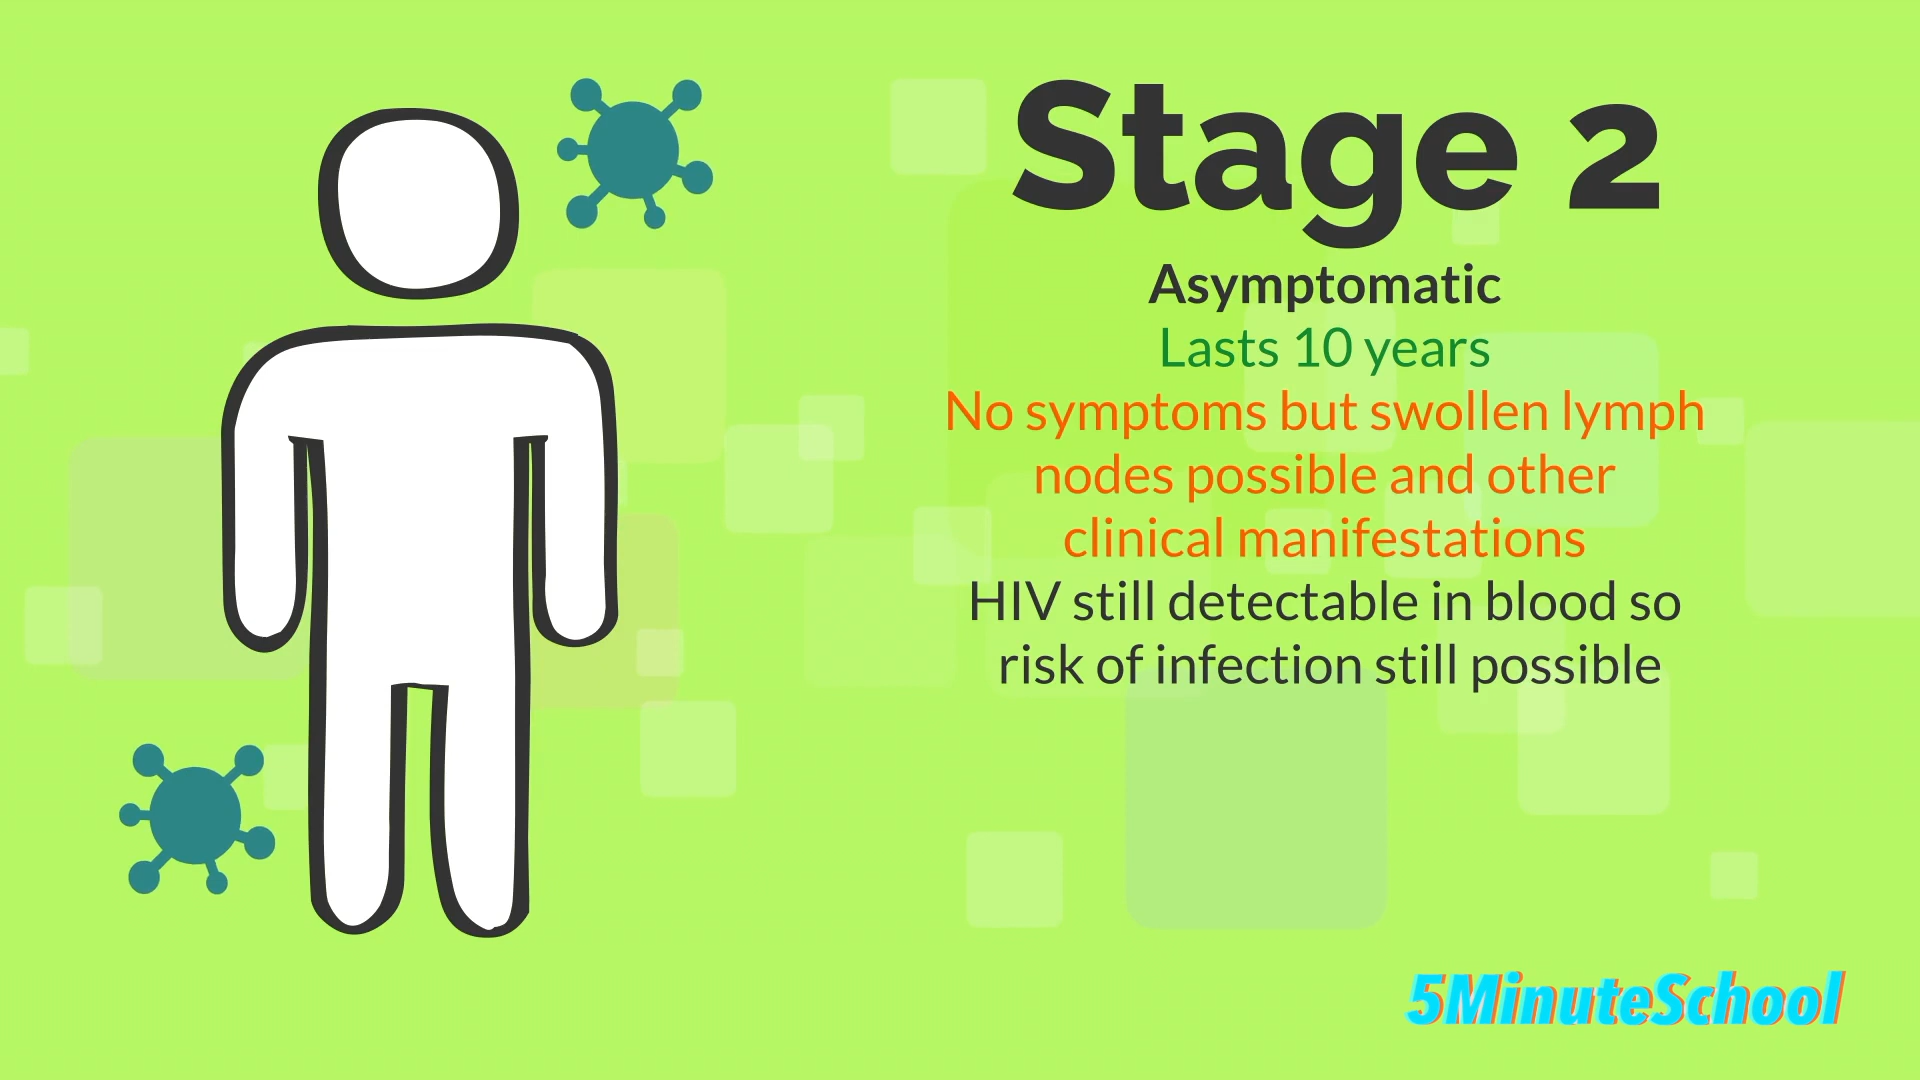 Stage 2
Asymptomatic
Lasts 10 years
No symptoms but swollen lymph
nodes possible and other
clinical manifestations
HIV still detectable in blood so
risk of infection still possible
5MinuteSchool